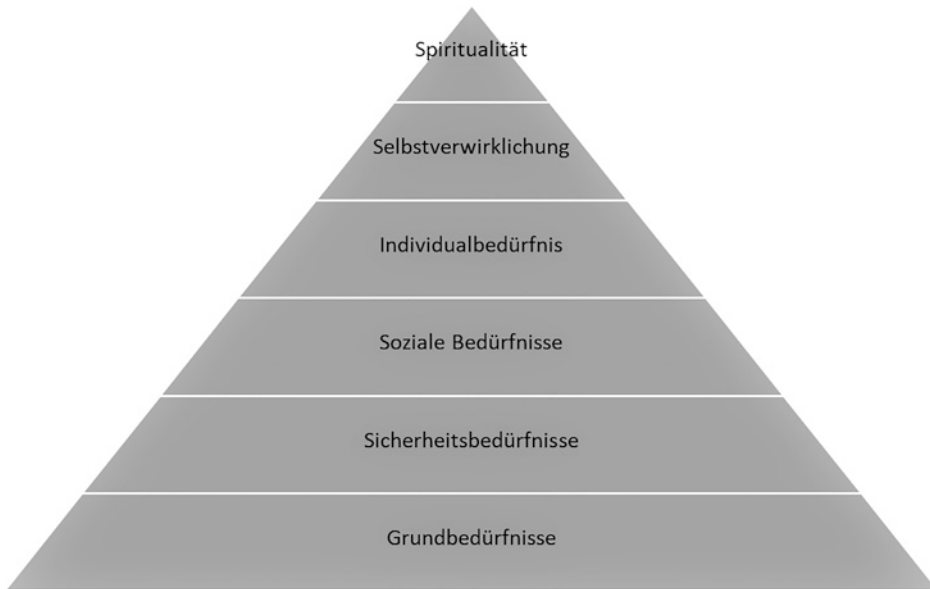 Spiritualität
Selbstverwirklichung
Individualbedürfnis
Soziale Bedürfnisse
Sicherheitsbedürfnisse
Grundbedürfnisse